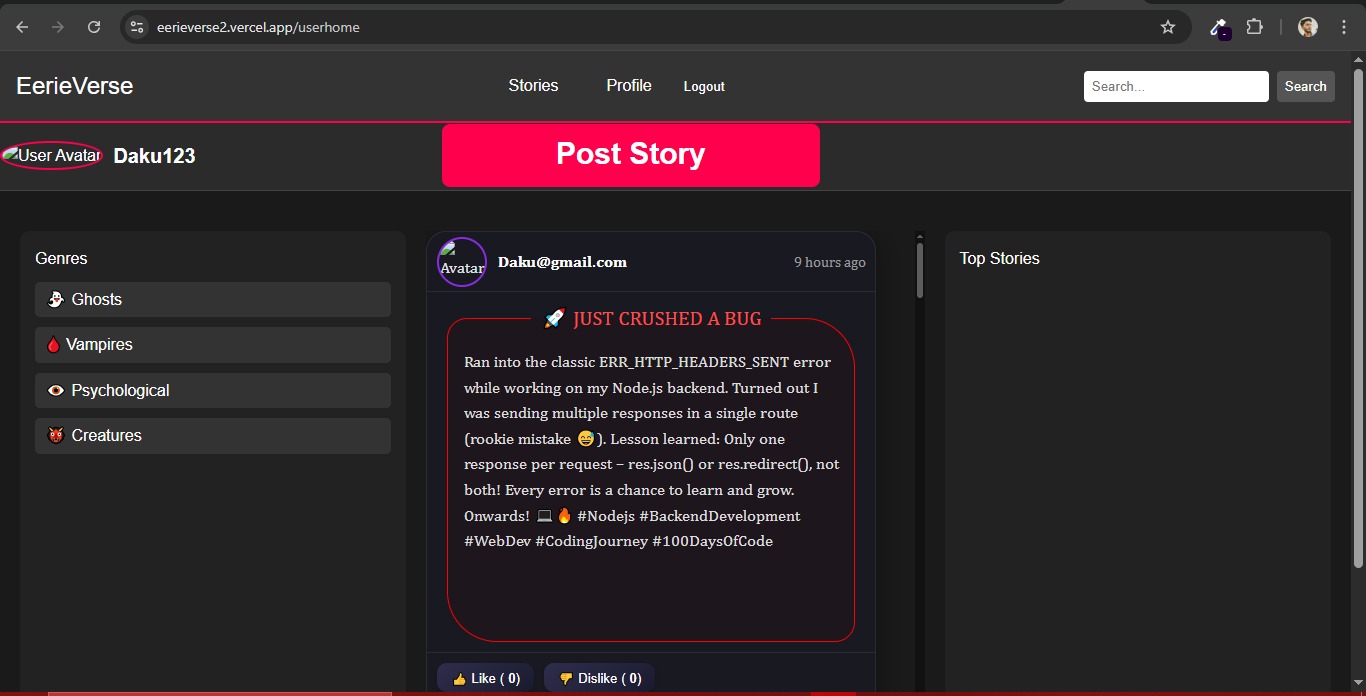 eerieverse2.vercel.app/userhome
EerieVerse
Stories
Profile
Logout
Search...
Search
User Avatar
Daku123
Post Story
Genres
👻 Ghosts
🩸 Vampires
👁️ Psychological
👹 Creatures
Avatar
Daku@gmail.com
9 hours ago
🚀 JUST CRUSHED A BUG
Ran into the classic ERR_HTTP_HEADERS_SENT error
while working on my Node.js backend. Turned out I
was sending multiple responses in a single route
(rookie mistake 😅). Lesson learned: Only one
response per request – res.json() or res.redirect(), not
both! Every error is a chance to learn and grow.
Onwards! 💻🔥 #Nodejs #BackendDevelopment
#WebDev #CodingJourney #100DaysOfCode
👍 Like ( 0)
👎 Dislike ( 0)
Top Stories